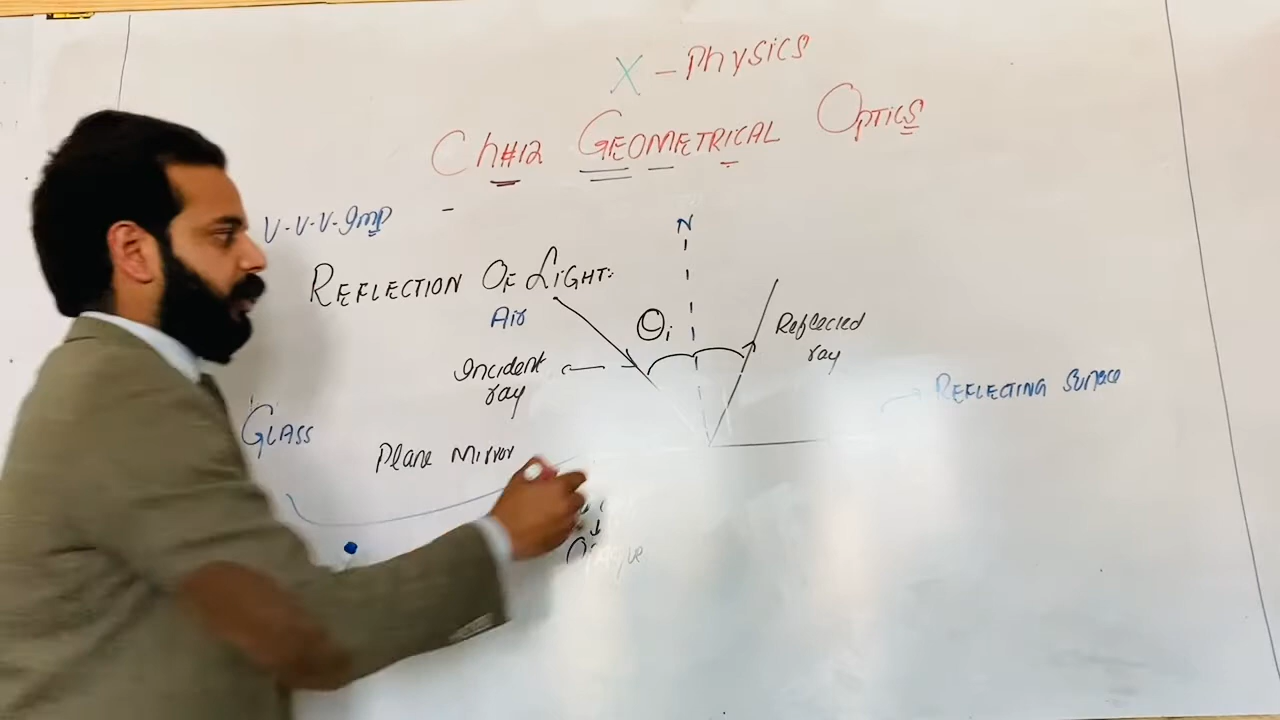 X - Physics
Ch#12 GEOMETRICAL OPTICS
V-V-V-Imp
N
REFLECTION OF LIGHT:
Air
θi
Reflected
ray
Incident
ray
REFLECTING Surface
GLASS
Plane Mirror
Opaque